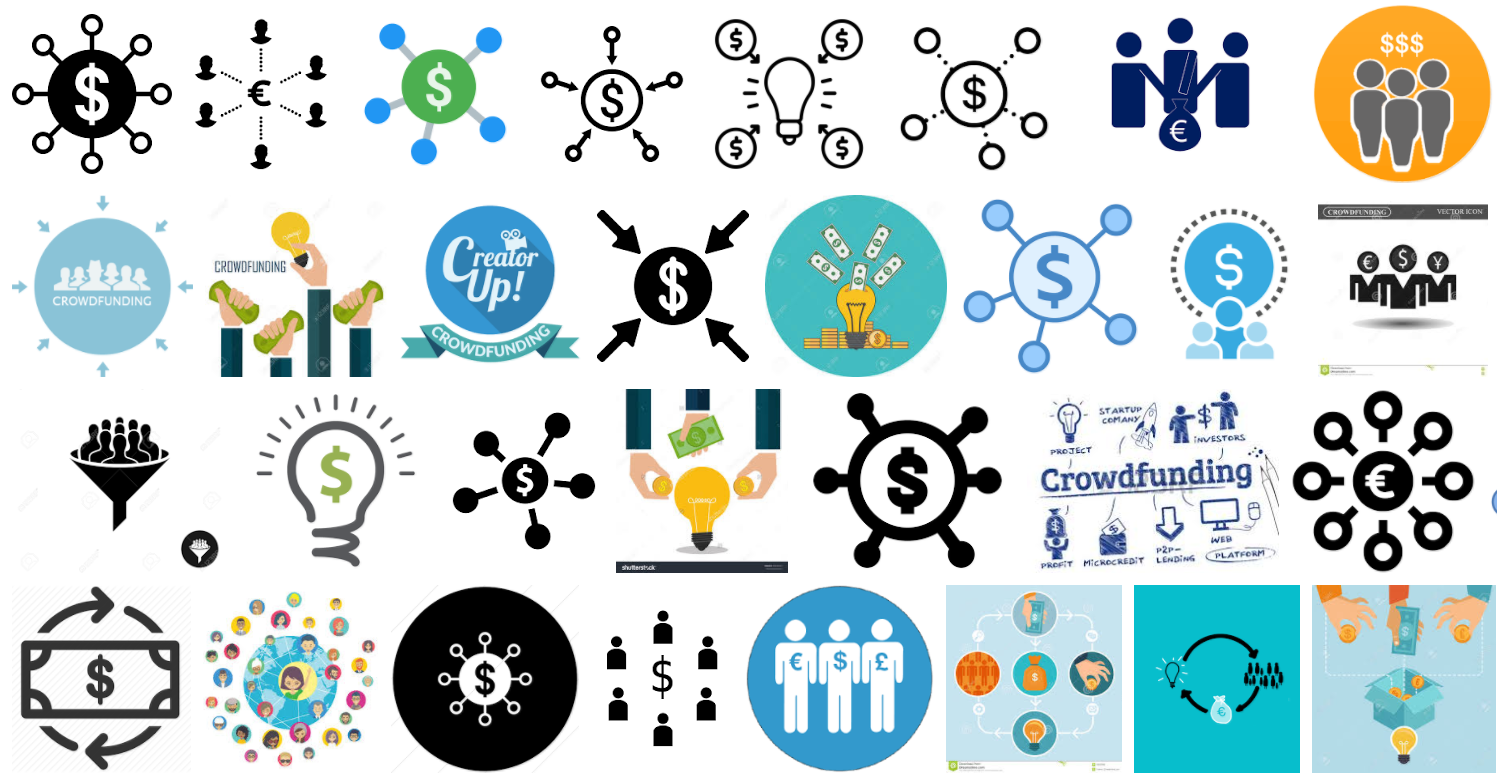 $
€
$
$
$
$
$
$
$
$
€
$$$
CROWDFUNDING
CROWDFUNDING
Creator
Up!
CROWDFUNDING
$
$
$
$
CROWDFUNDING
VECTOR ICON
€
$
¥
$
$
$
$
STARTUP
COMANY
$
PROJECT
INVESTORS
Crowdfunding
PROFIT
MICROCREDIT
P2P-
LENDING
WEB
PLATFORM
€
shutterstock
$
$
$
€
$
£
$
€